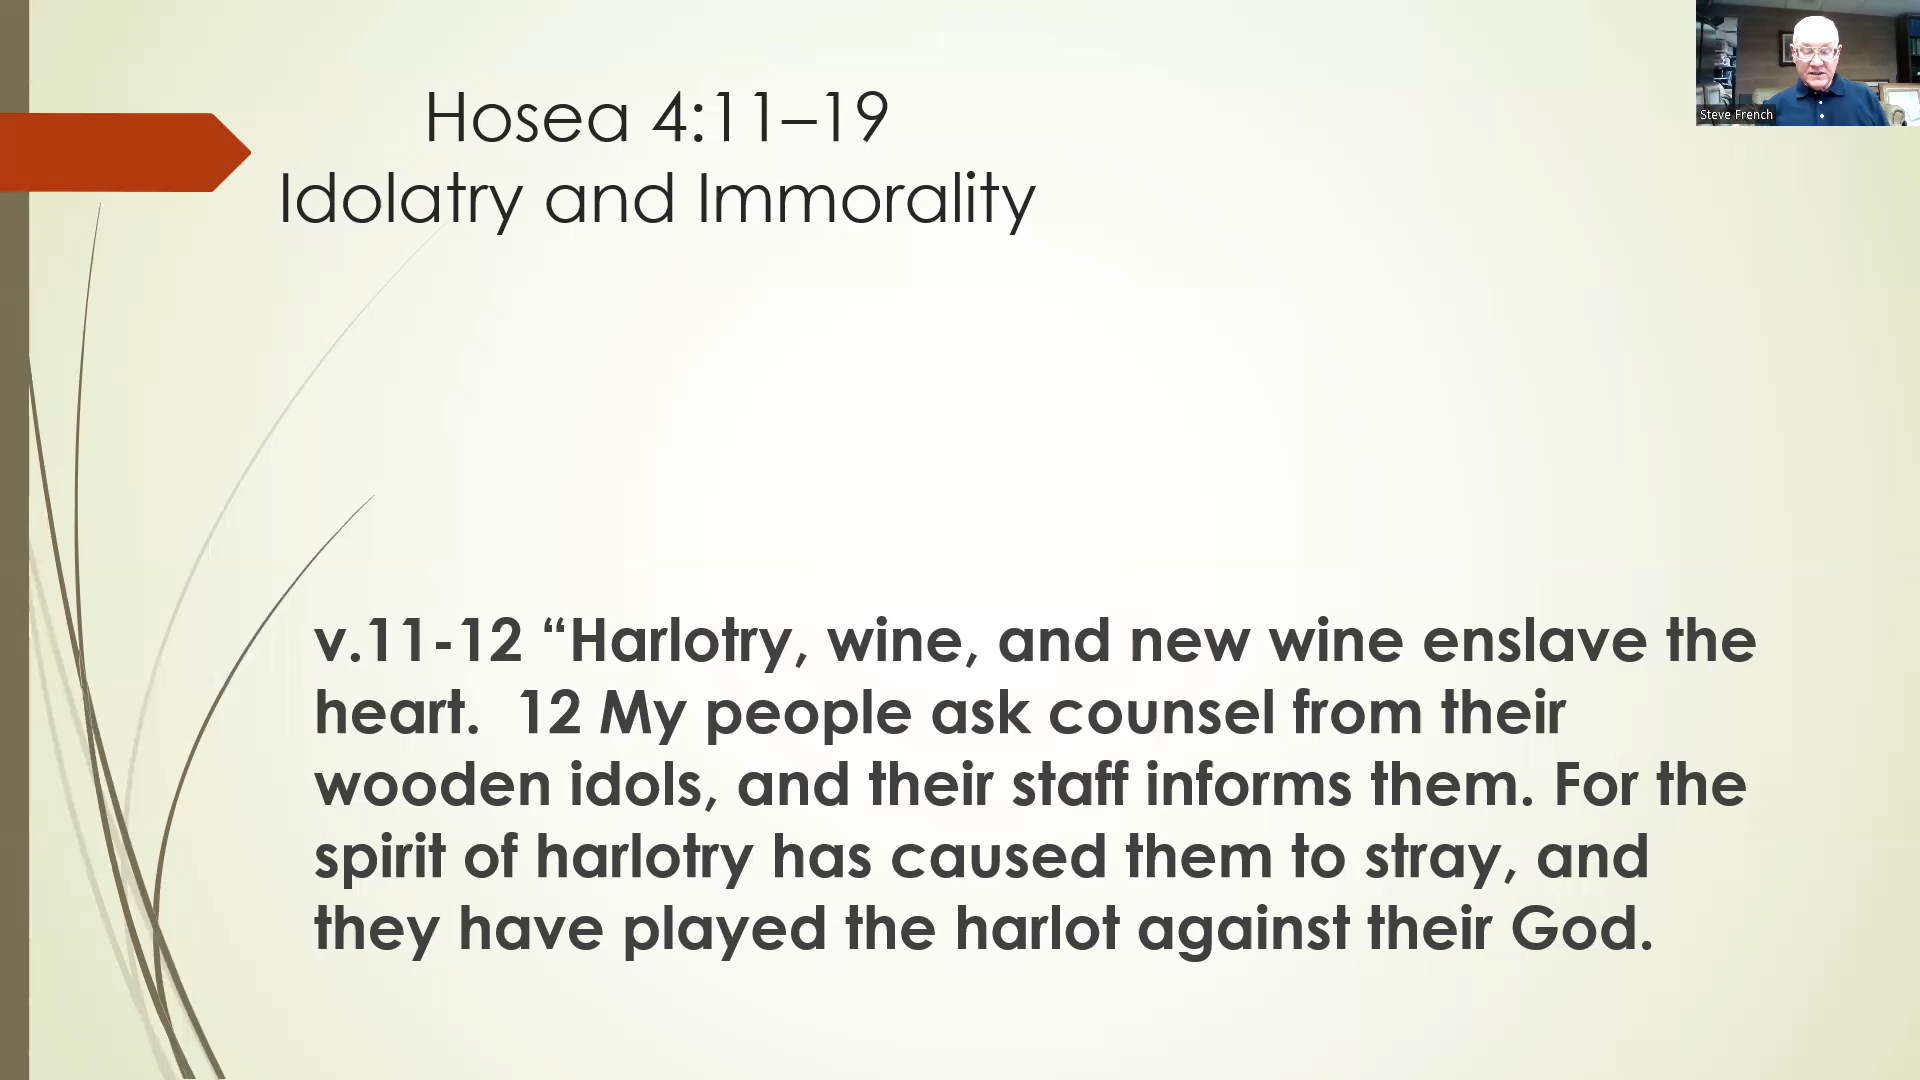 Hosea 4:11–19
Idolatry and Immorality
Steve French
v.11-12 “Harlotry, wine, and new wine enslave the
heart.  12 My people ask counsel from their
wooden idols, and their staff informs them. For the
spirit of harlotry has caused them to stray, and
they have played the harlot against their God.